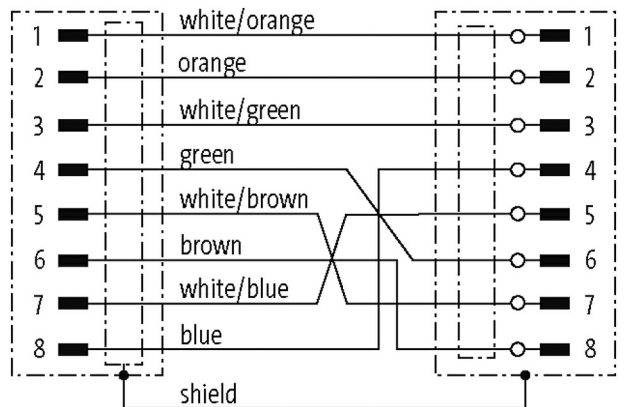 1 white/orange 1
2 orange 2
3 white/green 3
4 green 4
5 white/brown 5
6 brown 6
7 white/blue 7
8 blue 8
shield